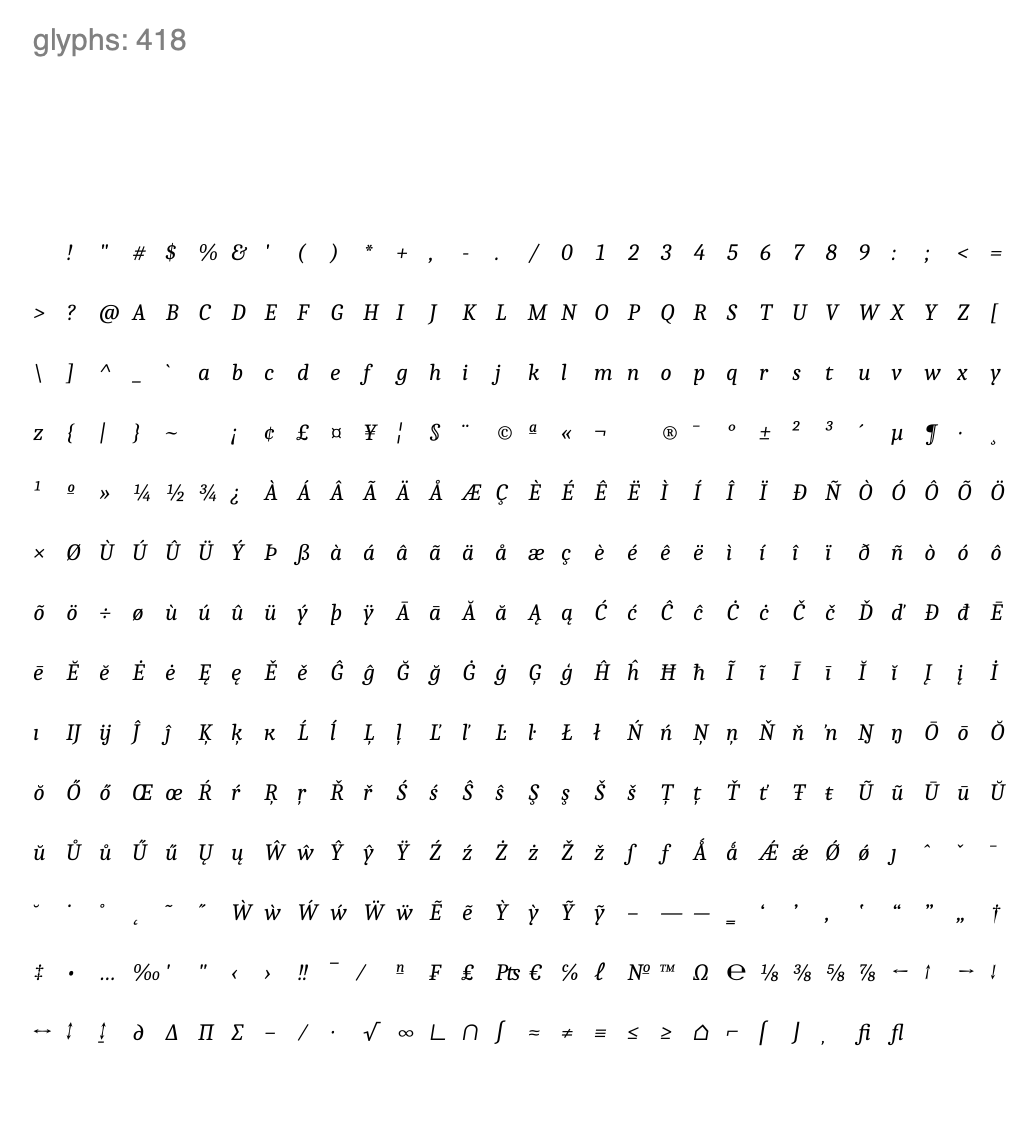 glyphs: 418
! " # $ % & ' ( ) * + , - . / 0 1 2 3 4 5 6 7 8 9 : ; < =
> ? @ A B C D E F G H I J K L M N O P Q R S T U V W X Y Z [
\ ] ^ _ ` a b c d e f g h i j k l m n o p q r s t u v w x y
z { | } ~ ¡ ¢ £ ¤ ¥ ¦ § ¨ © ª « ¬ ® ¯ ° ± ² ³ ´ µ ¶ · ¸
¹ º » ¼ ½ ¾ ¿ À Á Â Ã Ä Å Æ Ç È É Ê Ë Ì Í Î Ï Ð Ñ Ò Ó Ô Õ Ö
× Ø Ù Ú Û Ü Ý Þ ß à á â ã ä å æ ç è é ê ë ì í î ï ð ñ ò ó ô
õ ö ÷ ø ù ú û ü ý þ ÿ Ā ā Ă ă Ą ą Ć ć Ĉ ĉ Ċ ċ Č č Ď ď Đ đ Ē
ē Ĕ ĕ Ė ė Ę ę Ě ě Ĝ ĝ Ğ ğ Ġ ġ Ģ ģ Ĥ ĥ Ħ ħ Ĩ ĩ Ī ī Ĭ ĭ Į į İ
ı Ĳ ĳ Ĵ ĵ Ķ ķ ĸ Ĺ ĺ Ļ ļ Ľ ľ Ŀ ŀ Ł ł Ń ń Ņ ņ Ň ň ŉ Ŋ ŋ Ō ō Ŏ
ŏ Ő ő Œ œ Ŕ ŕ Ŗ ŗ Ř ř Ś ś Ŝ ŝ Ş ş Š š Ţ ţ Ť ť Ŧ ŧ Ũ ũ Ū ū Ŭ
ŭ Ů ů Ű ű Ų ų Ŵ ŵ Ŷ ŷ Ÿ Ź ź Ż ż Ž ž ſ ƒ Ǻ ǻ Ǽ ǽ Ǿ ǿ ȷ ˆ ˇ ˉ
˘ ˙ ˚ ˛ ˜ ˝ Ẁ ẁ Ẃ ẃ Ẅ ẅ Ẽ ẽ Ỳ ỳ Ỹ ỹ – — ― ‗ ‘ ’ ‚ ‛ “ ” „ †
‡ • … ‰ ′ ″ ‹ › ‼ ‾ ⁄ ⁿ ₣ ₤ ₧ € ℅ ℓ № ™ Ω ℮ ⅛ ⅜ ⅝ ⅞ ← ↑ → ↓
↔ ↕ ↨ ∂ ∆ ∏ ∑ − ∕ ∙ √ ∞ ∟ ∩ ∫ ≈ ≠ ≡ ≤ ≥ ⌂ ⌐ ⌠ ⌡ , ﬁ ﬂ